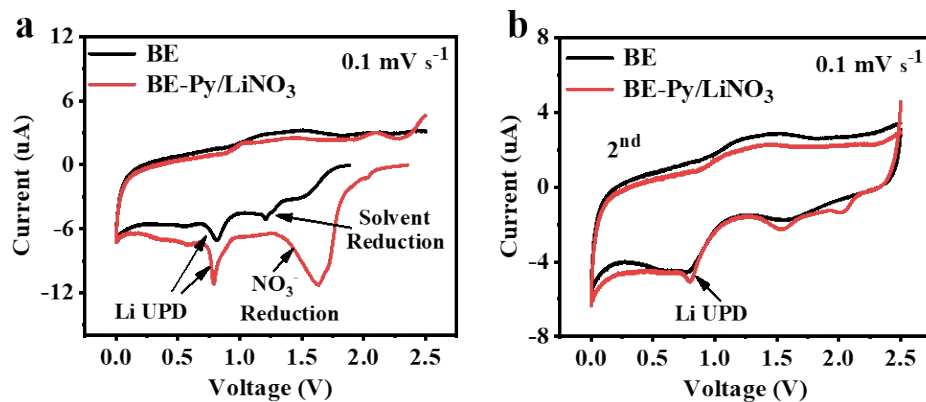 a
BE
BE-Py/LiNO₃
0.1 mV s⁻¹
Current (uA)
12
6
0
-6
-12
Solvent
Reduction
NO₃⁻
Reduction
Li UPD
0.0 0.5 1.0 1.5 2.0 2.5
Voltage (V)
b
BE
BE-Py/LiNO₃
0.1 mV s⁻¹
2ⁿᵈ
Current (uA)
8
4
0
-4
-8
Li UPD
0.0 0.5 1.0 1.5 2.0 2.5
Voltage (V)